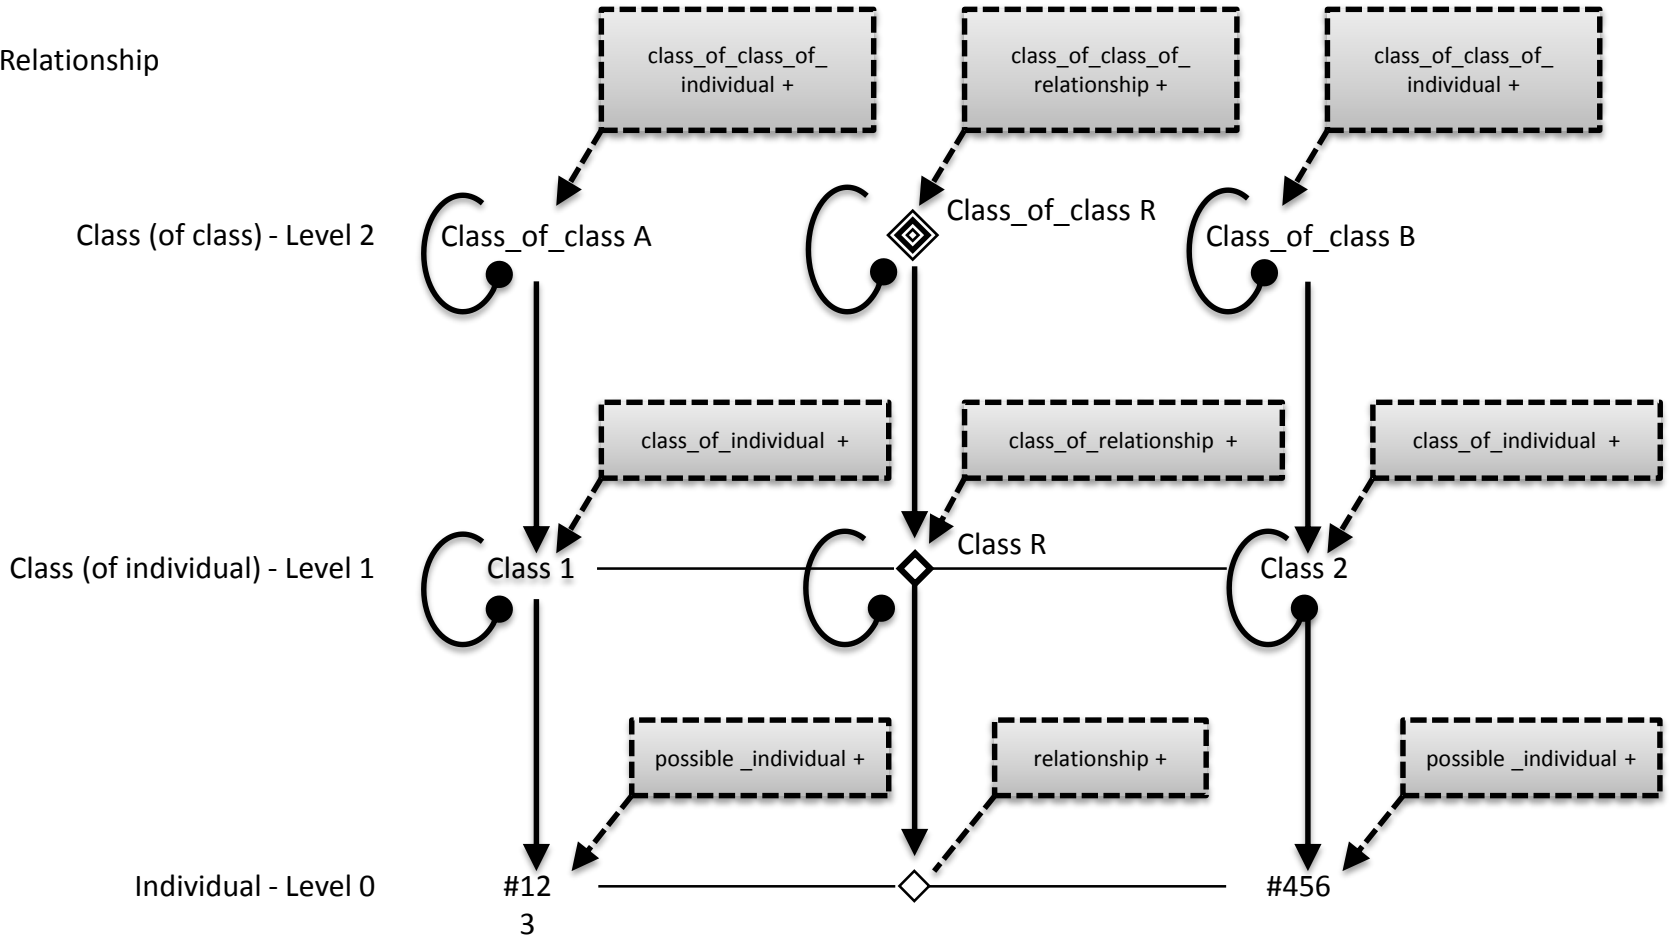 Relationship
class_of_class_of_
individual +
class_of_class_of_
relationship +
class_of_class_of_
individual +
Class (of class) - Level 2
Class_of_class A
Class_of_class R
Class_of_class B
class_of_individual +
class_of_relationship +
class_of_individual +
Class (of individual) - Level 1
Class 1
Class R
Class 2
possible _individual +
relationship +
possible _individual +
Individual - Level 0
#12
3
#456